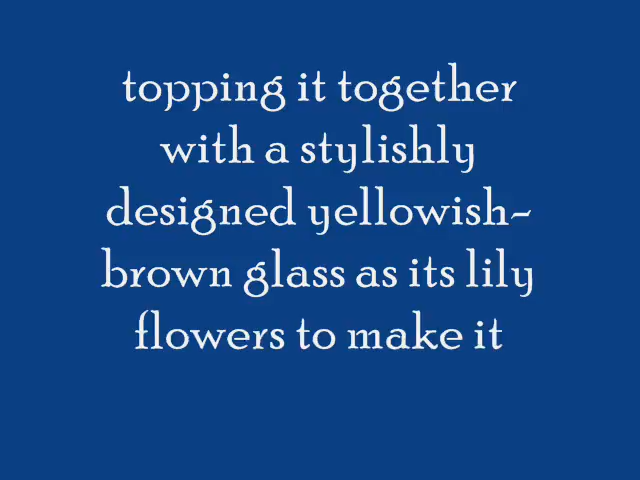 topping it together
with a stylishly
designed yellowish-
brown glass as its lily
flowers to make it